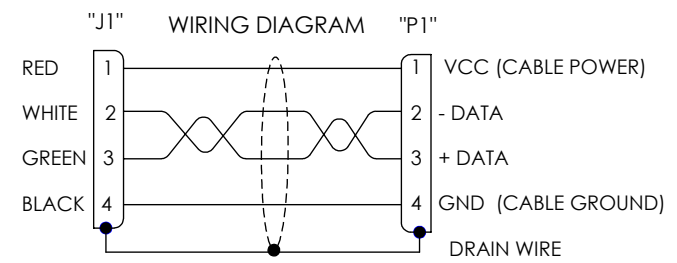 "J1" WIRING DIAGRAM "P1"
RED 1 1 VCC (CABLE POWER)
WHITE 2 2 - DATA
GREEN 3 3 + DATA
BLACK 4 4 GND (CABLE GROUND)
DRAIN WIRE